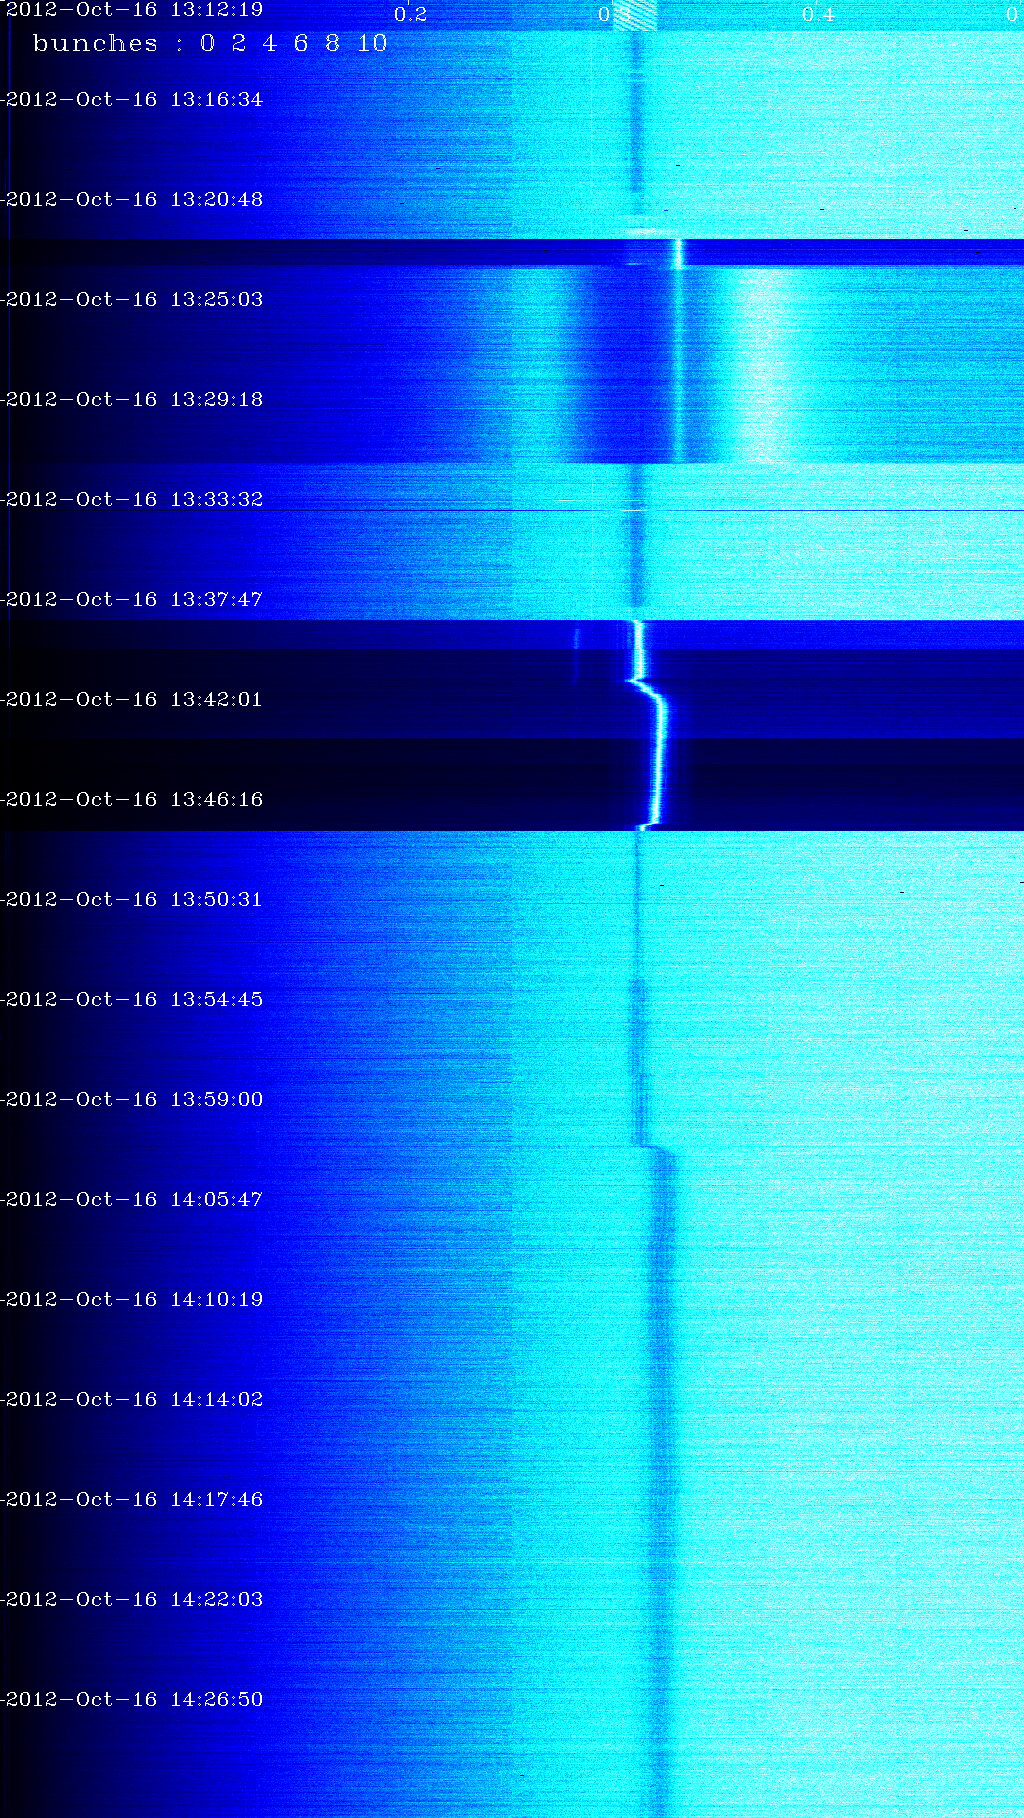 2012-Oct-16 13:12:19 0.2 0.4
bunches : 0 2 4 6 8 10
-2012-Oct-16 13:16:34
-2012-Oct-16 13:20:48
-2012-Oct-16 13:25:03
-2012-Oct-16 13:29:18
-2012-Oct-16 13:33:32
-2012-Oct-16 13:37:47
-2012-Oct-16 13:42:01
-2012-Oct-16 13:46:16
-2012-Oct-16 13:50:31
-2012-Oct-16 13:54:45
-2012-Oct-16 13:59:00
-2012-Oct-16 14:05:47
-2012-Oct-16 14:10:19
-2012-Oct-16 14:14:02
-2012-Oct-16 14:17:46
-2012-Oct-16 14:22:03
-2012-Oct-16 14:26:50